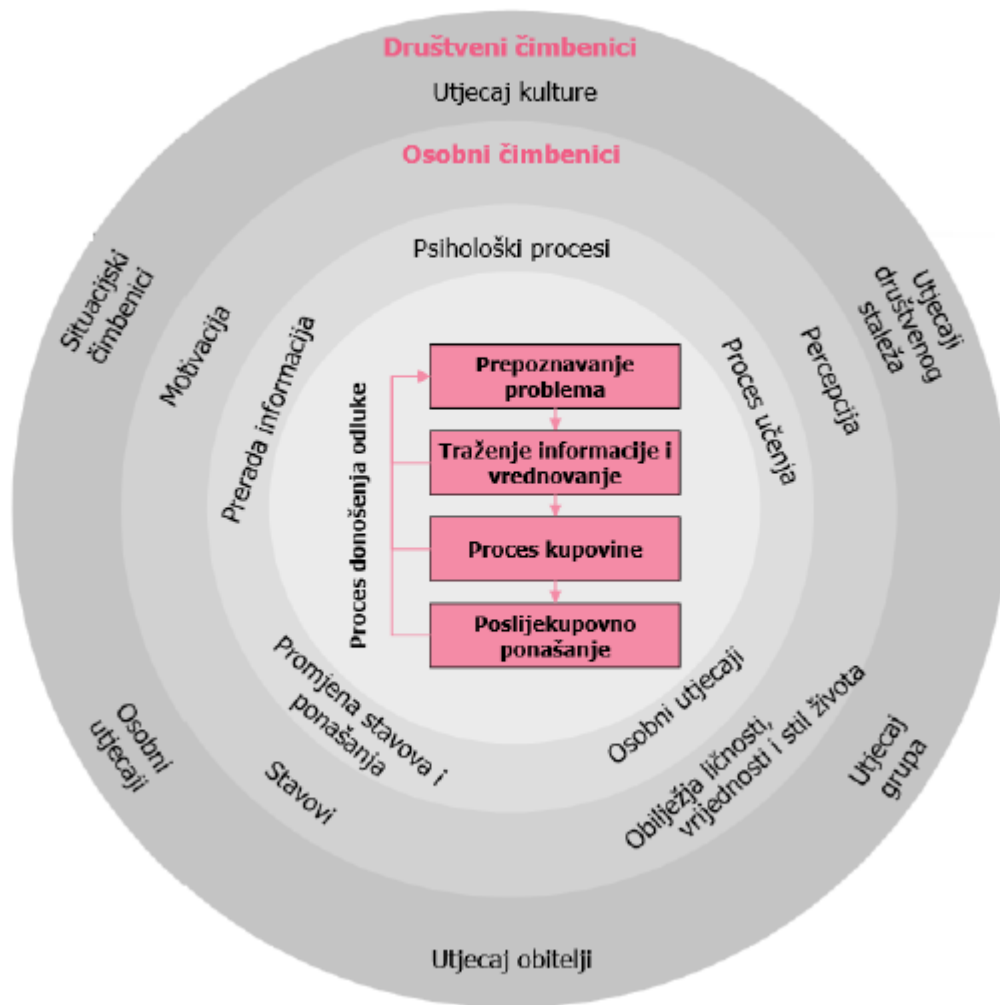 Društveni čimbenici
Utjecaj kulture
Osobni čimbenici
Psihološki procesi
Situacijski
čimbenici
Motivacija
Prerada informacija
Proces učenja
Percepcija
Utjecaji
društvenog
staleža
Proces donošenja odluke
Prepoznavanje
problema
Traženje informacije i
vrednovanje
Proces kupovine
Poslijekupovno
ponašanje
Osobni
utjecaji
Stavovi
Promjena stavova i
ponašanja
Osobni utjecaji
Obilježja ličnosti,
vrijednosti i stil života
Utjecaj
grupa
Utjecaj obitelji